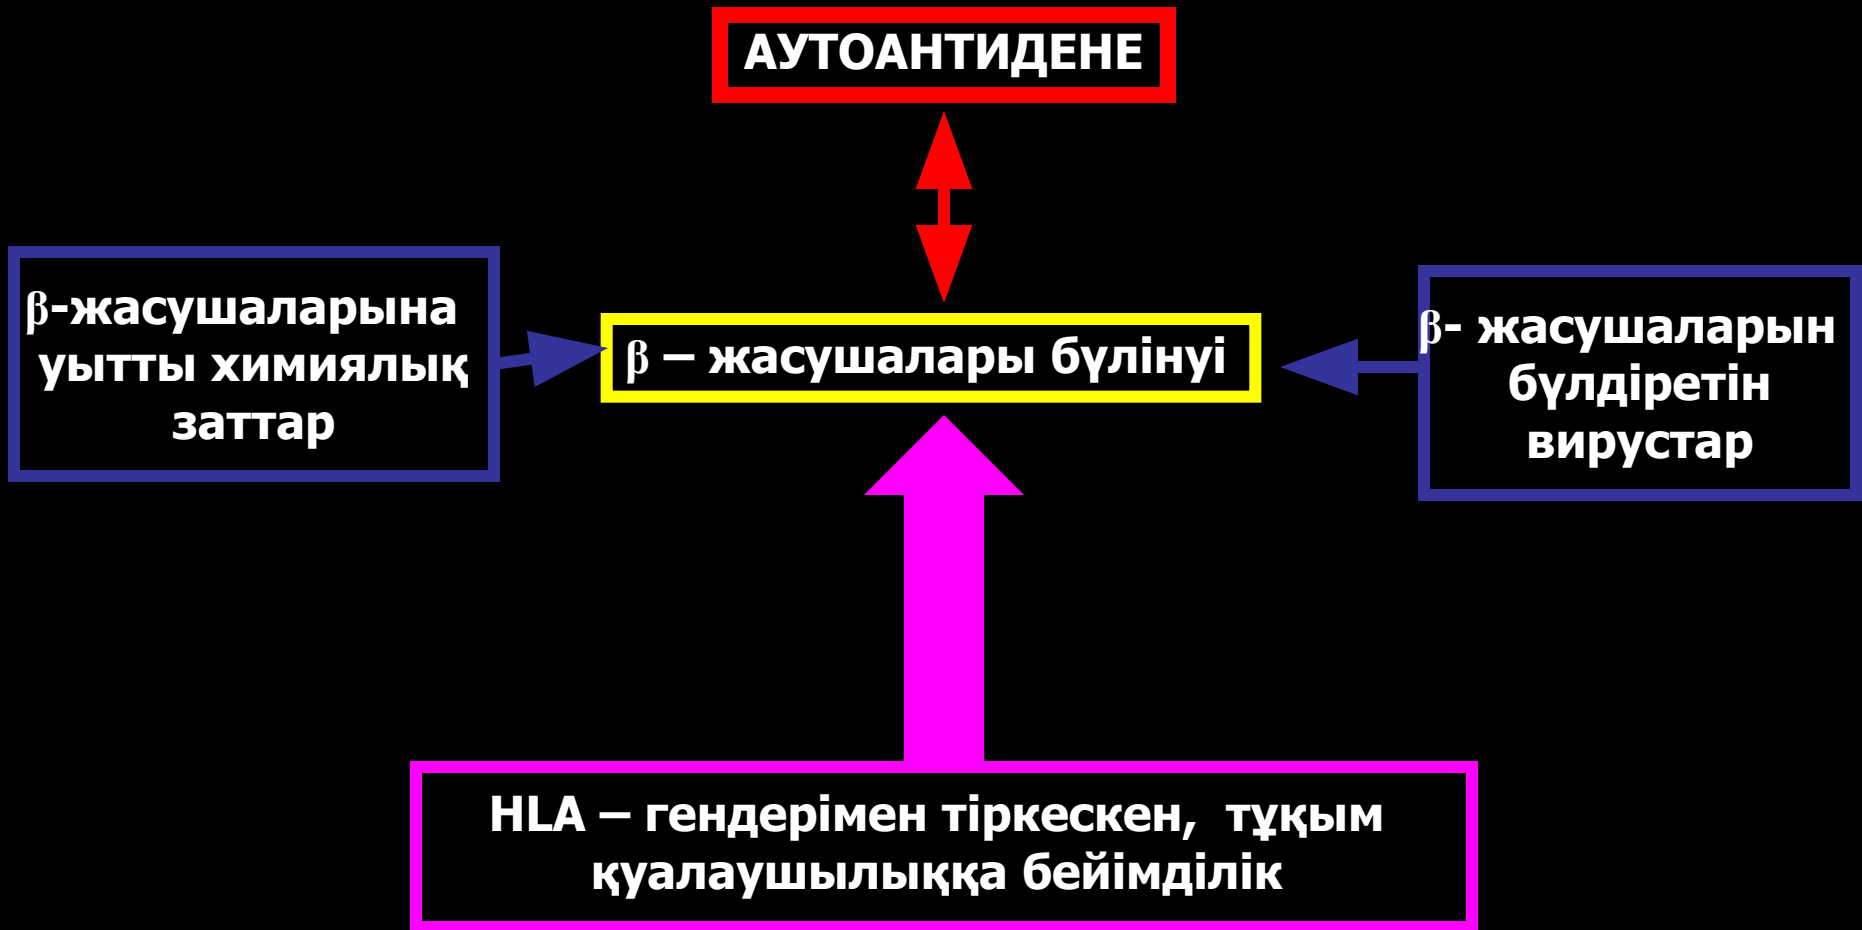 АУТОАНТИДЕНЕ
β-жасушаларына
уытты химиялық
заттар
β – жасушалары бүлінуі
β- жасушаларын
бүлдіретін
вирустар
HLA – гендерімен тіркескен,  тұқым
қуалаушылыққа бейімділік